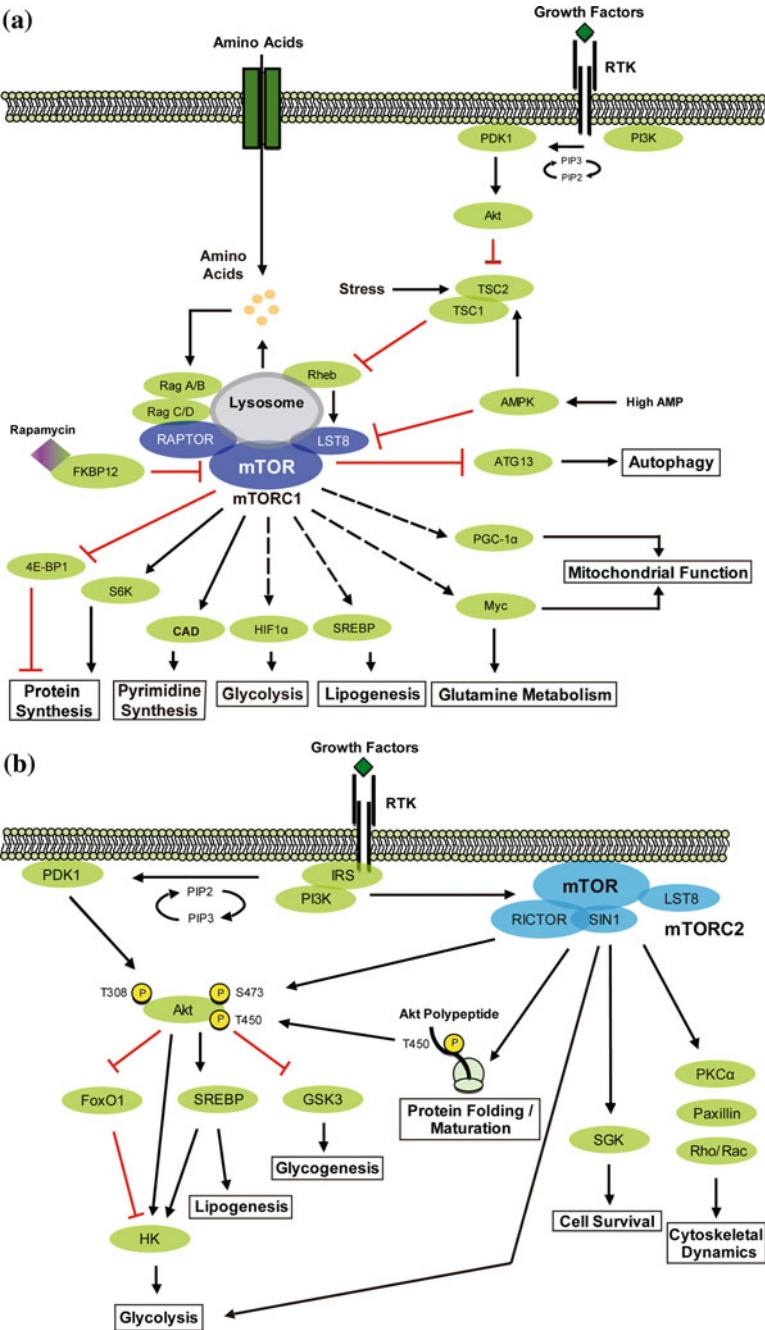 (a)
Growth Factors
Amino Acids
RTK
PDK1
PI3K
PIP3
PIP2
Akt
Amino
Acids
Stress
TSC2
TSC1
Rheb
Rag A/B
Lysosome
AMPK
High AMP
Rag C/D
Rapamycin
RAPTOR
LST8
FKBP12
mTOR
ATG13
Autophagy
mTORC1
PGC-1α
4E-BP1
Mitochondrial Function
S6K
Myc
CAD
HIF1α
SREBP
Protein
Synthesis
Pyrimidine
Synthesis
Glycolysis
Lipogenesis
Glutamine Metabolism
(b)
Growth Factors
RTK
PDK1
IRS
PI3K
PIP2
PIP3
mTOR
LST8
RICTOR
SIN1
mTORC2
T308
P
Akt
P
S473
P
T450
Akt Polypeptide
T450
P
FoxO1
SREBP
GSK3
Protein Folding /
Maturation
PKCα
Paxillin
Rho/Rac
SGK
Glycogenesis
Lipogenesis
HK
Cell Survival
Cytoskeletal
Dynamics
Glycolysis